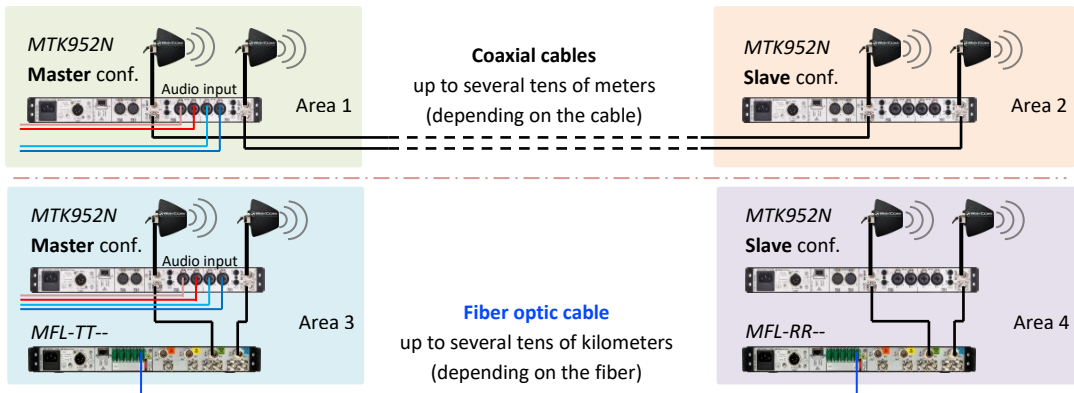 MTK952N
Master conf.
Audio input
Area 1
Coaxial cables
up to several tens of meters
(depending on the cable)
MTK952N
Slave conf.
Area 2
MTK952N
Master conf.
Audio input
Area 3
MFL-TT--
Fiber optic cable
up to several tens of kilometers
(depending on the fiber)
MTK952N
Slave conf.
Area 4
MFL-RR--